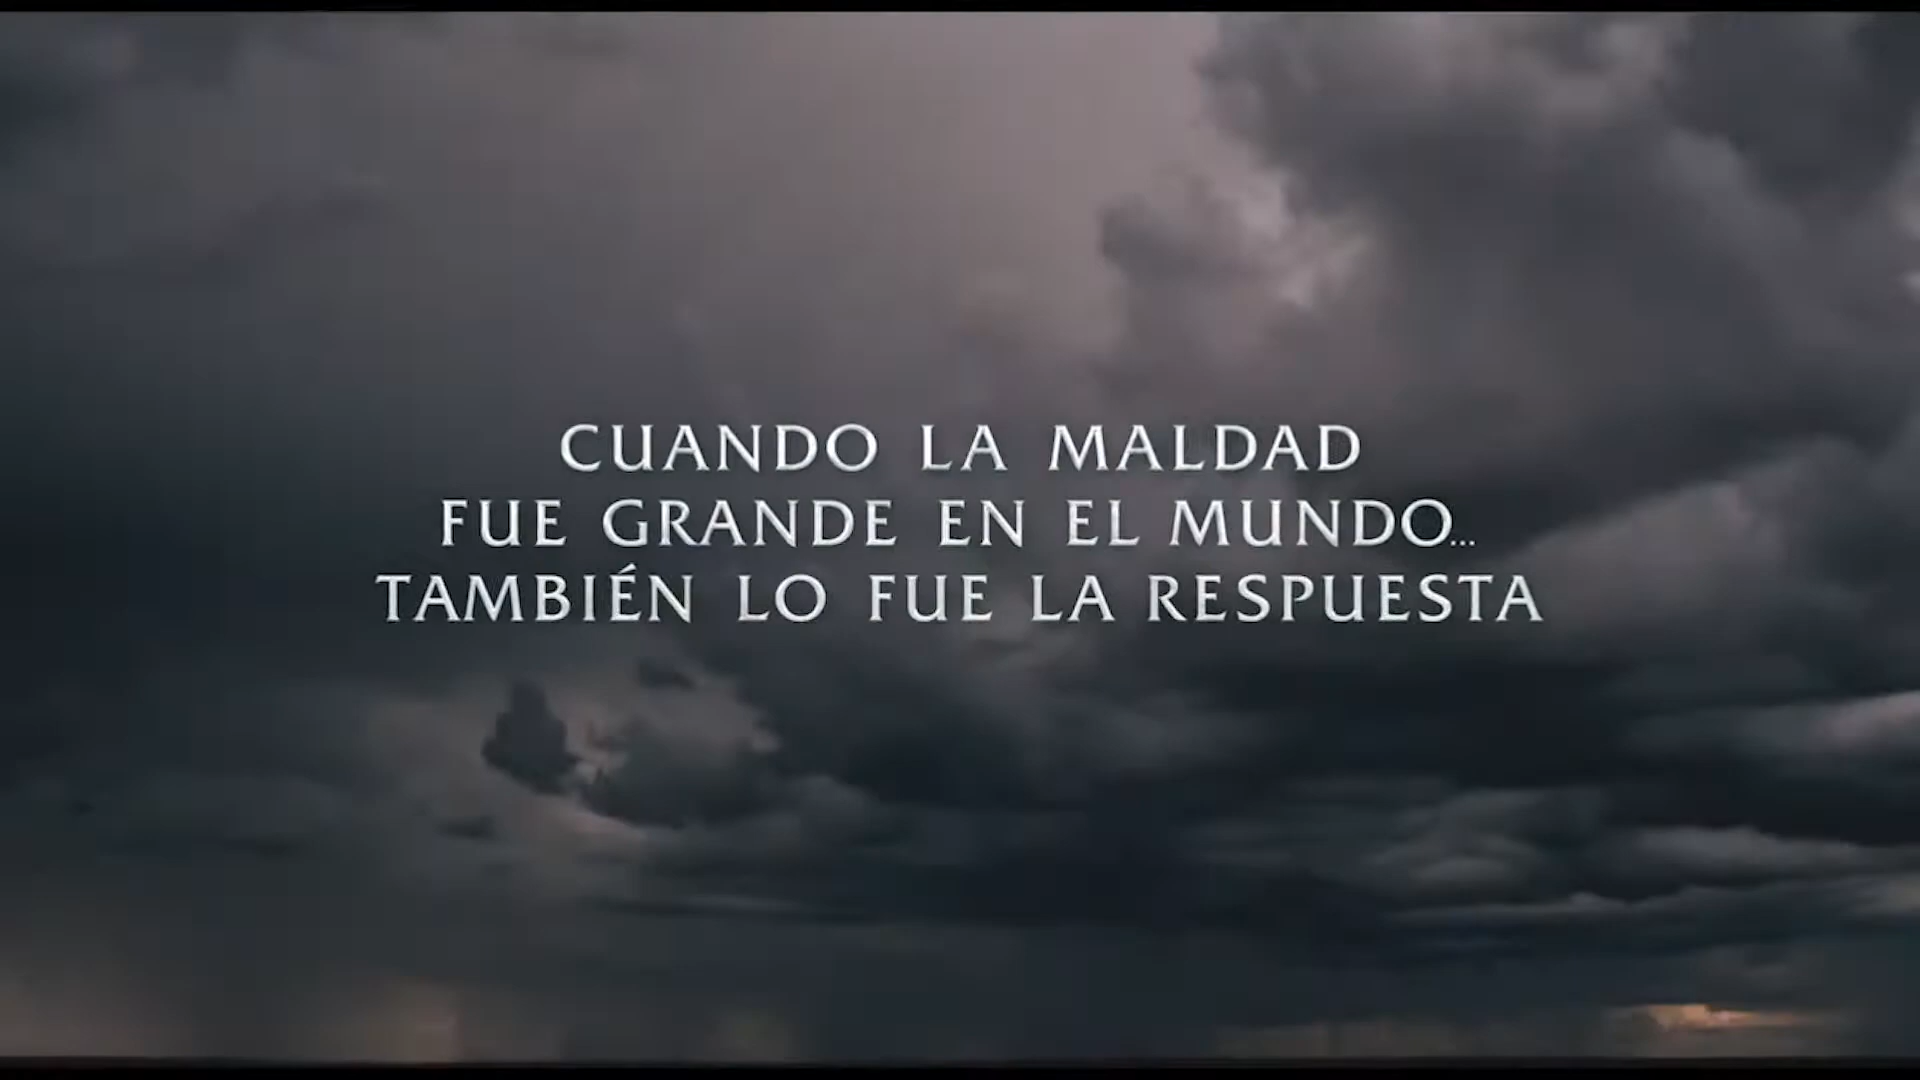 CUANDO LA MALDAD
FUE GRANDE EN EL MUNDO...
TAMBIÉN LO FUE LA RESPUESTA